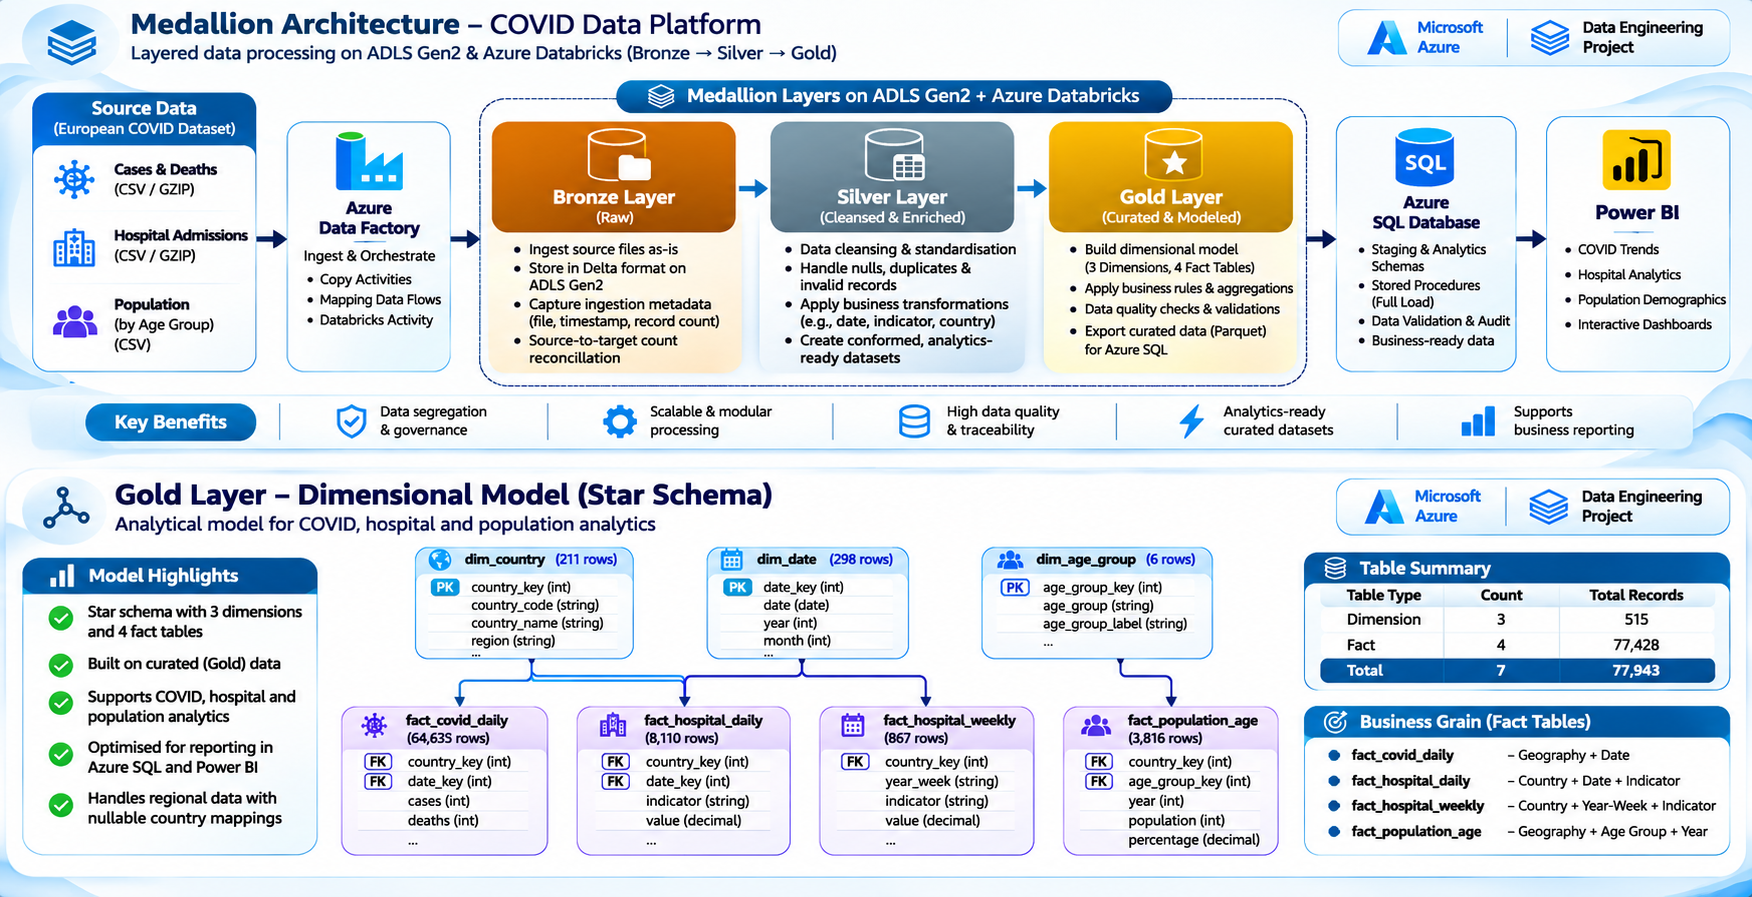 Medallion Architecture – COVID Data Platform
Layered data processing on ADLS Gen2 & Azure Databricks (Bronze → Silver → Gold)
Microsoft
Azure
Data Engineering
Project
Source Data
(European COVID Dataset)
Cases & Deaths
(CSV / GZIP)
Hospital Admissions
(CSV / GZIP)
Population
(by Age Group)
(CSV)
Azure
Data Factory
Ingest & Orchestrate
• Copy Activities
• Mapping Data Flows
• Databricks Activity
Medallion Layers on ADLS Gen2 + Azure Databricks
Bronze Layer
(Raw)
• Ingest source files as-is
• Store in Delta format on
ADLS Gen2
• Capture ingestion metadata
(file, timestamp, record count)
• Source-to-target count
reconcillation
Silver Layer
(Cleansed & Enriched)
• Data cleansing & standardisation
• Handle nulls, duplicates &
invalid records
• Apply business transformations
(e.g., date, indicator, country)
• Create conformed, analytics-
ready datasets
Gold Layer
(Curated & Modeled)
• Build dimensional model
(3 Dimensions, 4 Fact Tables)
• Apply business rules & aggregations
• Data quality checks & validations
• Export curated data (Parquet)
for Azure SQL
SQL
Azure
SQL Database
• Staging & Analytics
Schemas
• Stored Procedures
(Full Load)
• Data Validation & Audit
• Business-ready data
Power BI
• COVID Trends
• Hospital Analytics
• Population Demographics
• Interactive Dashboards
Key Benefits
Data segregation
& governance
Scalable & modular
processing
High data quality
& traceability
Analytics-ready
curated datasets
Supports
business reporting
Gold Layer – Dimensional Model (Star Schema)
Analytical model for COVID, hospital and population analytics
Microsoft
Azure
Data Engineering
Project
Model Highlights
Star schema with 3 dimensions
and 4 fact tables
Built on curated (Gold) data
Supports COVID, hospital and
population analytics
Optimised for reporting in
Azure SQL and Power BI
Handles regional data with
nullable country mappings
dim_country (211 rows)
PK country_key (int)
country_code (string)
country_name (string)
region (string)
...
dim_date (298 rows)
PK date_key (int)
date (date)
year (int)
month (int)
...
dim_age_group (6 rows)
PK age_group_key (int)
age_group (string)
age_group_label (string)
...
fact_covid_daily
(64,635 rows)
FK country_key (int)
FK date_key (int)
cases (int)
deaths (int)
...
fact_hospital_daily
(8,110 rows)
FK country_key (int)
FK date_key (int)
indicator (string)
value (decimal)
...
fact_hospital_weekly
(867 rows)
FK country_key (int)
year_week (string)
indicator (string)
value (decimal)
...
fact_population_age
(3,816 rows)
FK country_key (int)
FK age_group_key (int)
year (int)
population (int)
percentage (decimal)
Table Summary
Table Type Count Total Records
Dimension 3 515
Fact 4 77,428
Total 7 77,943
Business Grain (Fact Tables)
• fact_covid_daily – Geography + Date
• fact_hospital_daily – Country + Date + Indicator
• fact_hospital_weekly – Country + Year-Week + Indicator
• fact_population_age – Geography + Age Group + Year